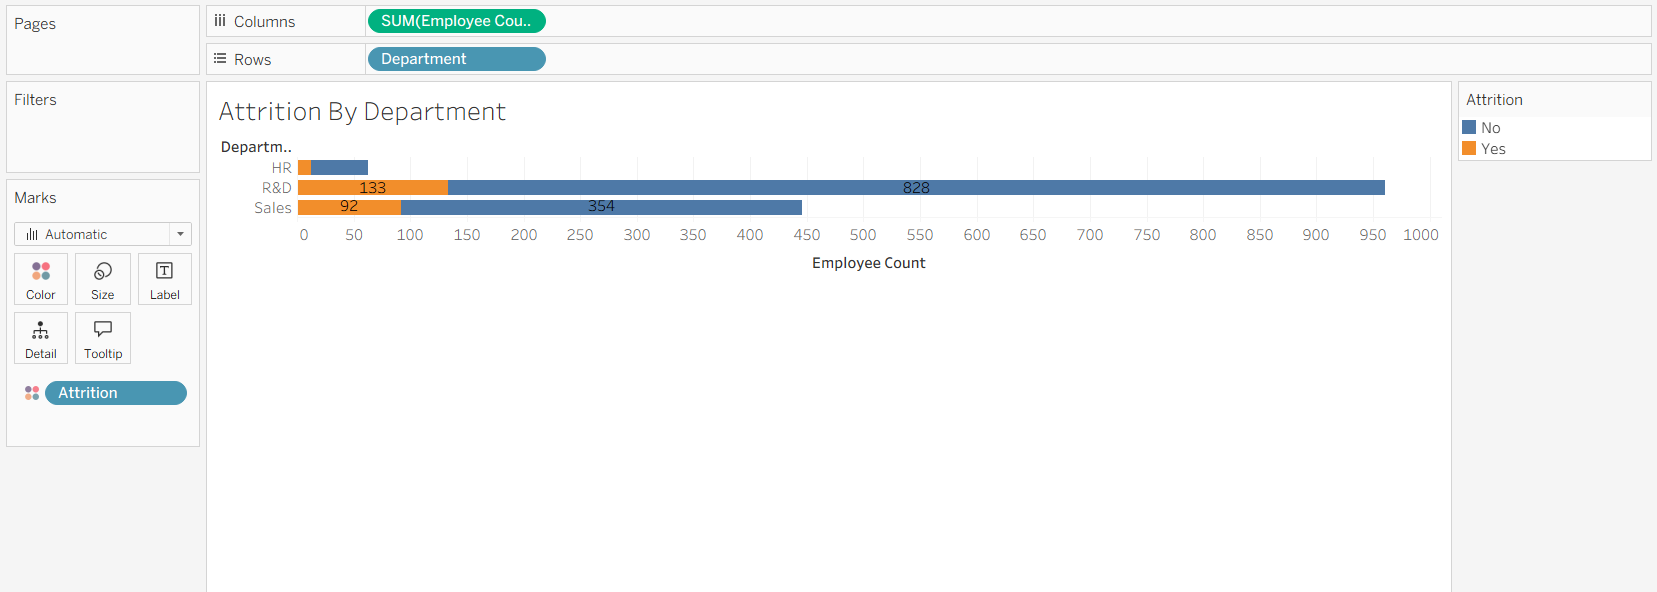 Pages
Columns
SUM(Employee Cou..
Rows
Department
Filters
Marks
Automatic
Color
Size
Label
Detail
Tooltip
Attrition
Attrition By Department
Departm..
HR
R&D
133
828
Sales
92
354
0 50 100 150 200 250 300 350 400 450 500 550 600 650 700 750 800 850 900 950 1000
Employee Count
Attrition
No
Yes